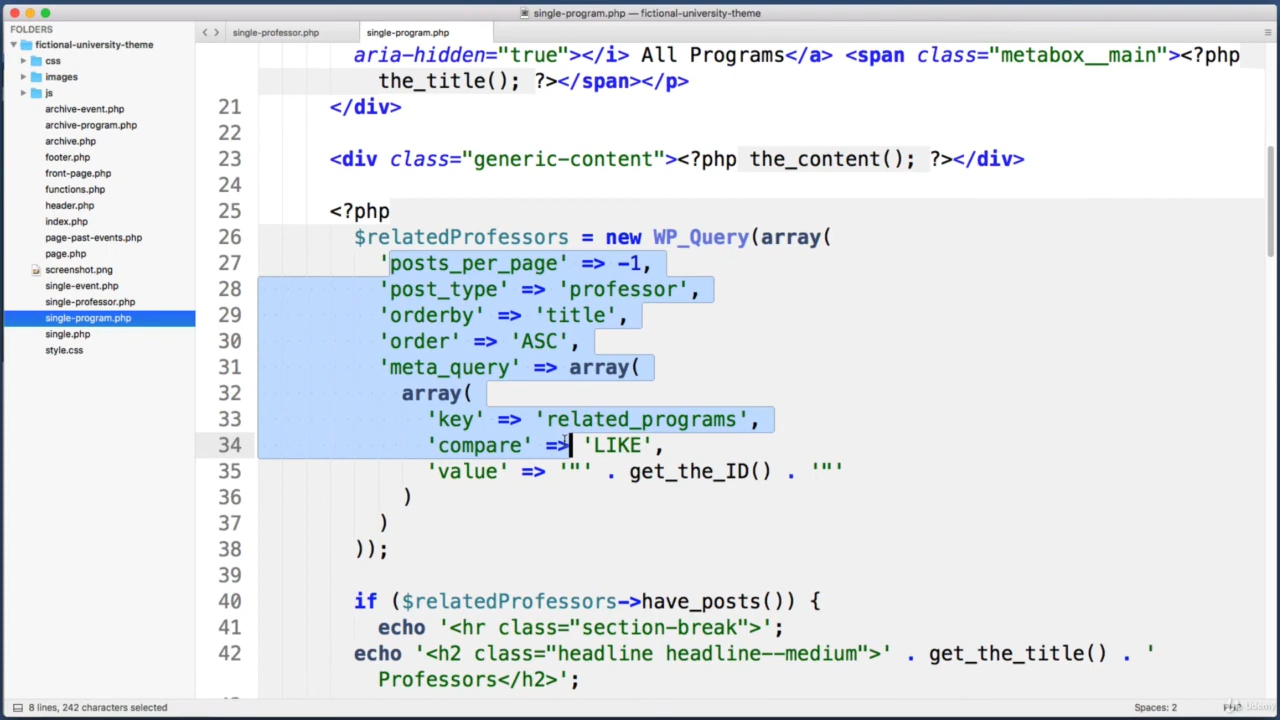 single-program.php — fictional-university-theme
FOLDERS
fictional-university-theme
css
images
js
archive-event.php
archive-program.php
archive.php
footer.php
front-page.php
functions.php
header.php
index.php
page-past-events.php
page.php
screenshot.png
single-event.php
single-professor.php
single-program.php
single.php
style.css
single-professor.php
single-program.php
aria-hidden="true"></i> All Programs</a> <span class="metabox__main"><?php
the_title(); ?></span></p>
21 </div>
22
23 <div class="generic-content"><?php the_content(); ?></div>
24
25 <?php
26 $relatedProfessors = new WP_Query(array(
27 'posts_per_page' => -1,
28 'post_type' => 'professor',
29 'orderby' => 'title',
30 'order' => 'ASC',
31 'meta_query' => array(
32 array(
33 'key' => 'related_programs',
34 'compare' => 'LIKE',
35 'value' => '"' . get_the_ID() . '"'
36 )
37 )
38 ));
39
40 if ($relatedProfessors->have_posts()) {
41 echo '<hr class="section-break">';
42 echo '<h2 class="headline headline--medium">' . get_the_title() . '
Professors</h2>';
8 lines, 242 characters selected
Spaces: 2
PHP
Udemy